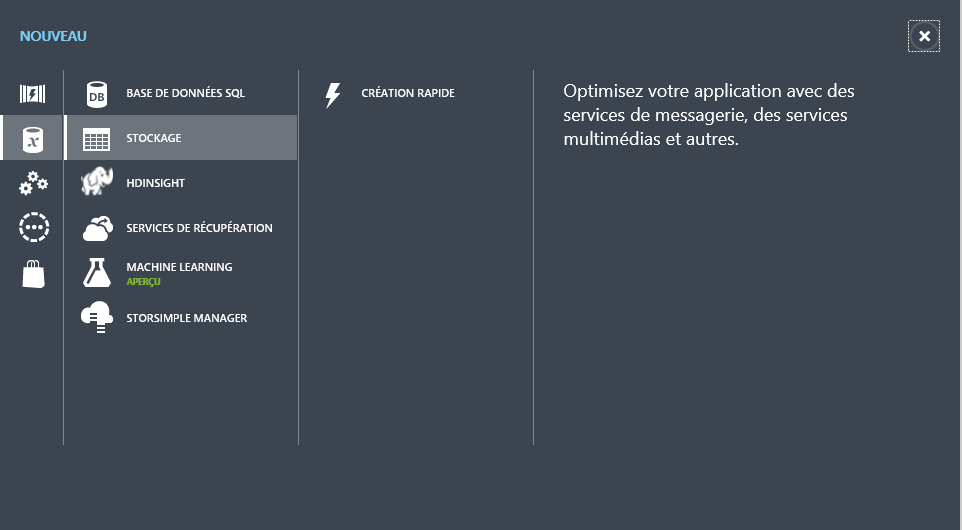 NOUVEAU
DB
BASE DE DONNÉES SQL
x
STOCKAGE
HDINSIGHT
SERVICES DE RÉCUPÉRATION
MACHINE LEARNING
APERÇU
STORSIMPLE MANAGER
CRÉATION RAPIDE
Optimisez votre application avec des
services de messagerie, des services
multimédias et autres.